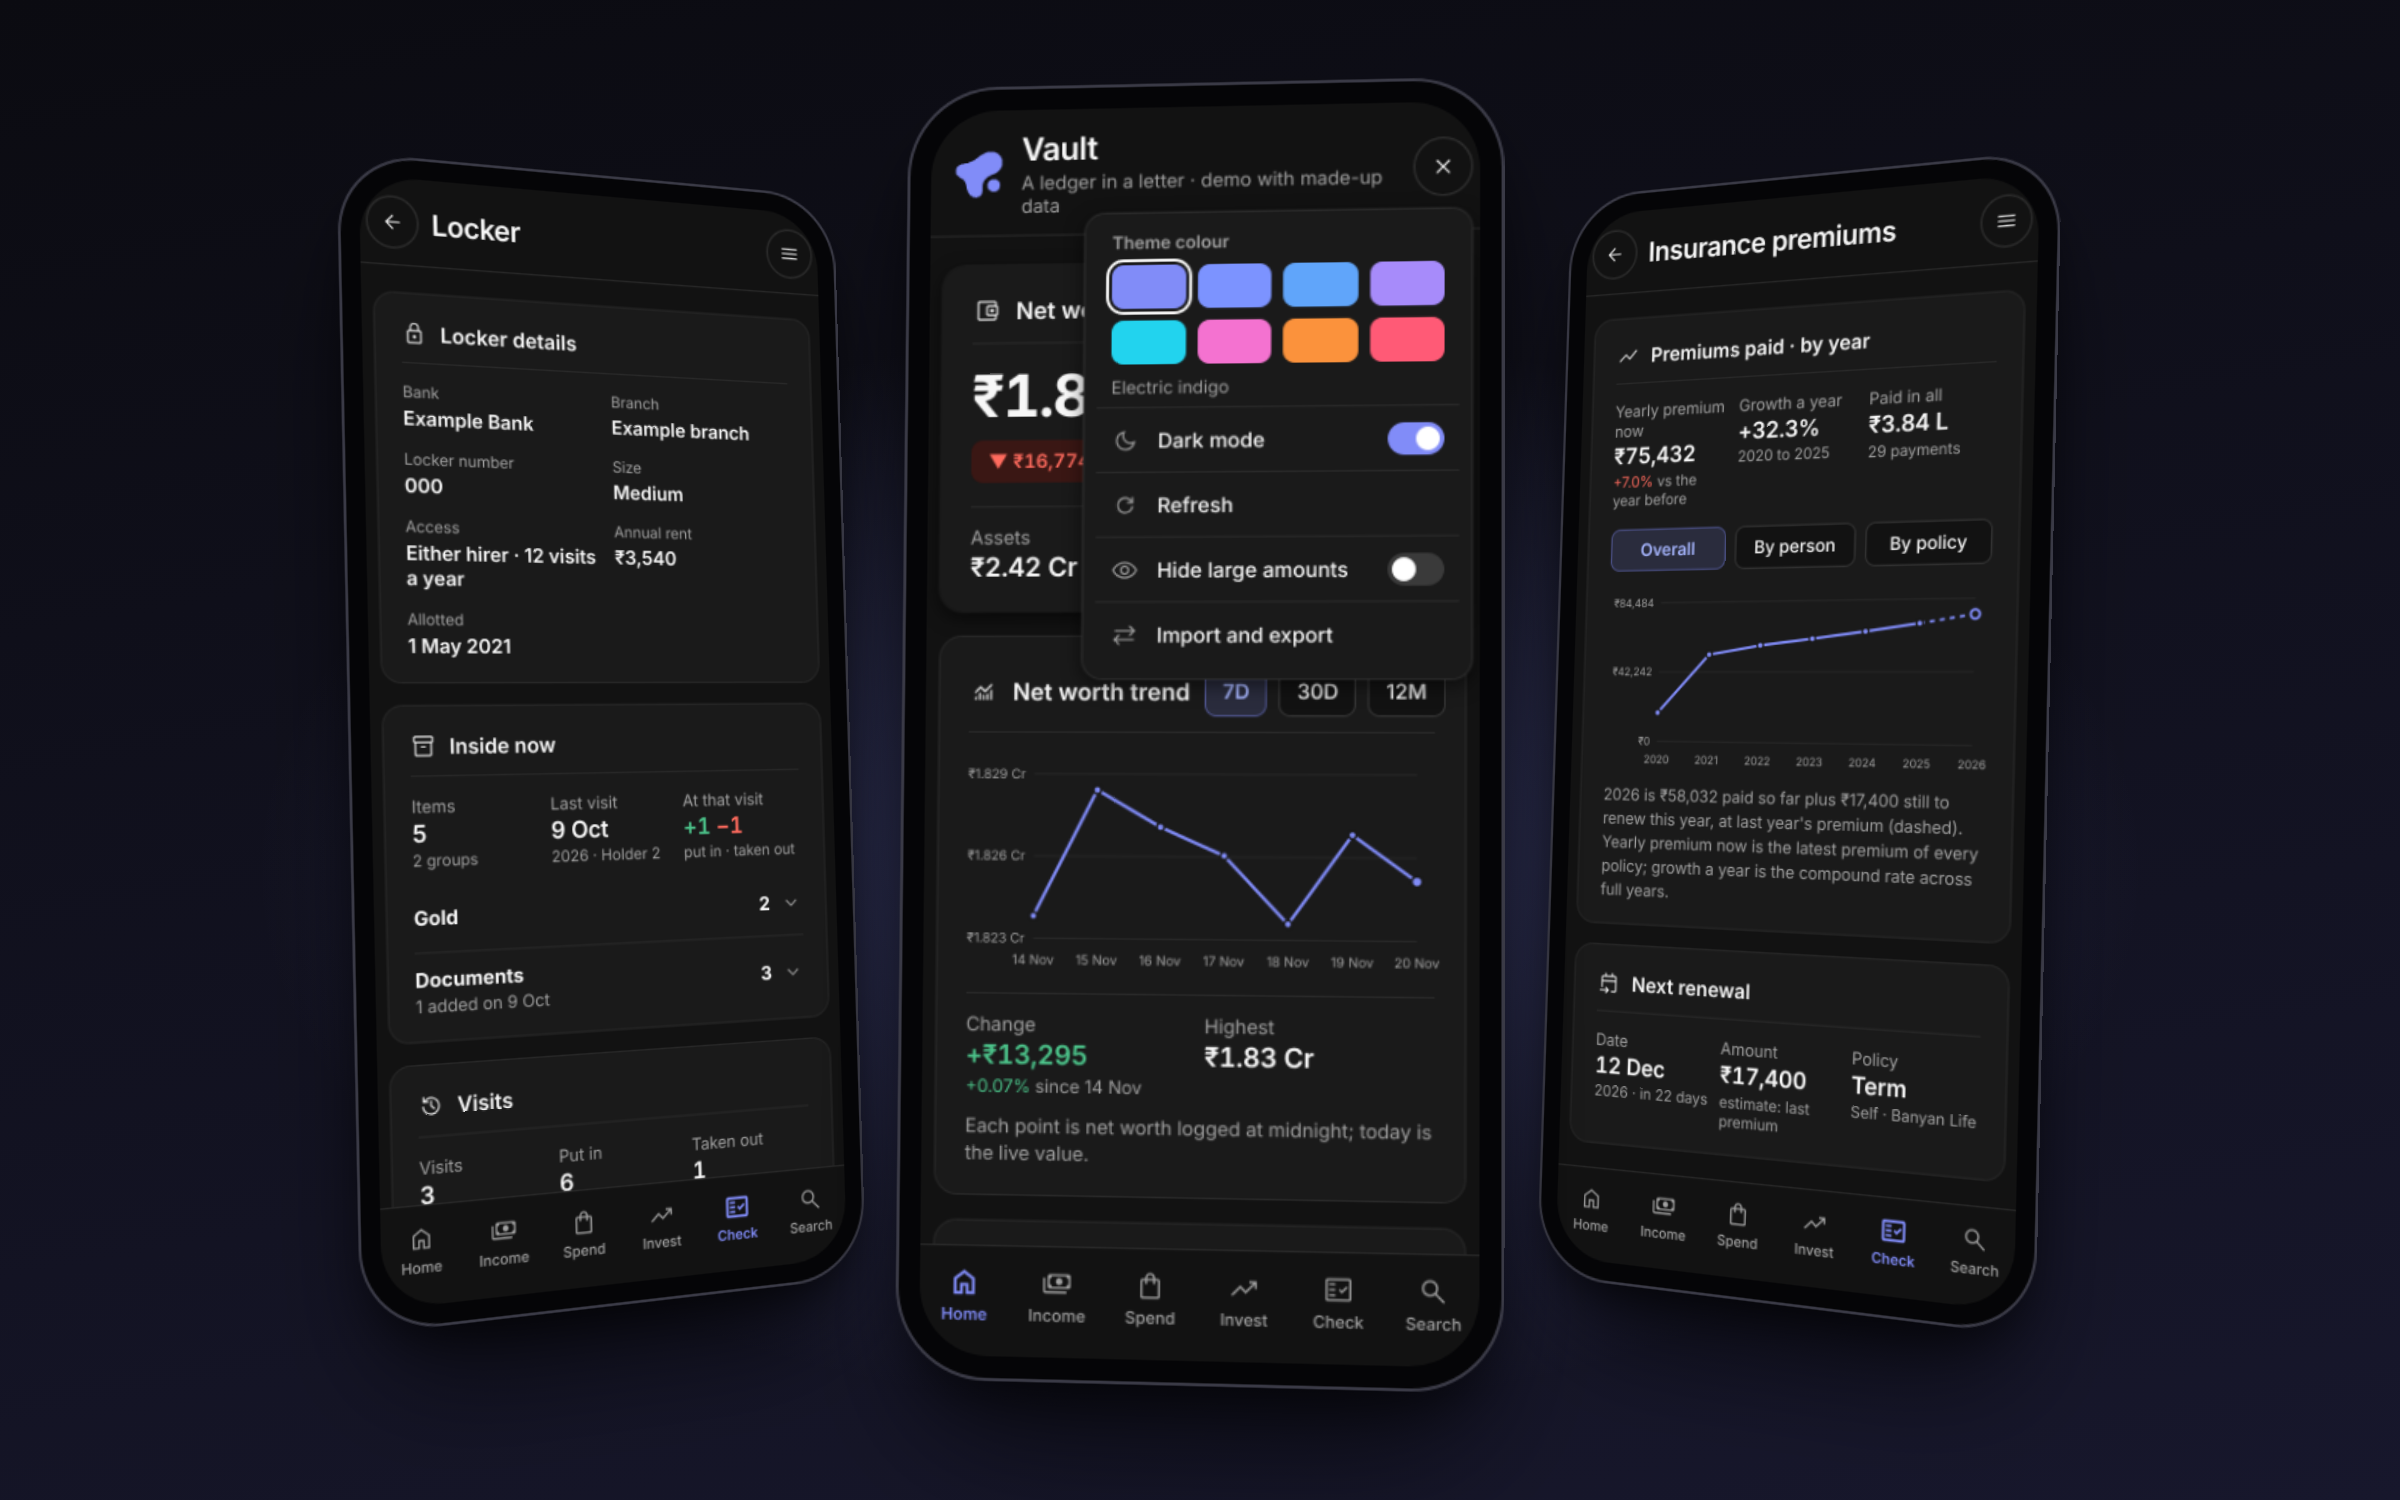 Locker
Locker details
Bank
Example Bank
Branch
Example branch
Locker number
000
Size
Medium
Access
Either hirer · 12 visits
a year
Annual rent
₹3,540
Allotted
1 May 2021
Inside now
Items
5
2 groups
Last visit
9 Oct
2026 · Holder 2
At that visit
+1 −1
put in · taken out
Gold
2
Documents
3
1 added on 9 Oct
Visits
Visits
3
Put in
6
Taken out
1
Home
Income
Spend
Invest
Check
Search
Vault
A ledger in a letter · demo with made-up
data
Theme colour
Electric indigo
Dark mode
Refresh
Hide large amounts
Import and export
Net wo
₹1.8
▼ ₹16,774
Assets
₹2.42 Cr
Net worth trend
7D
30D
12M
₹1.829 Cr
₹1.826 Cr
₹1.823 Cr
14 Nov
15 Nov
16 Nov
17 Nov
18 Nov
19 Nov
20 Nov
Change
+₹13,295
+0.07% since 14 Nov
Highest
₹1.83 Cr
Each point is net worth logged at midnight; today is
the live value.
Home
Income
Spend
Invest
Check
Search
Insurance premiums
Premiums paid · by year
Yearly premium
now
₹75,432
+7.0% vs the
year before
Growth a year
+32.3%
2020 to 2025
Paid in all
₹3.84 L
29 payments
Overall
By person
By policy
₹84,484
₹42,242
₹0
2020
2021
2022
2023
2024
2025
2026
2026 is ₹58,032 paid so far plus ₹17,400 still to
renew this year, at last year's premium (dashed).
Yearly premium now is the latest premium of every
policy; growth a year is the compound rate across
full years.
Next renewal
Date
12 Dec
2026 · in 22 days
Amount
₹17,400
estimate: last
premium
Policy
Term
Self · Banyan Life
Home
Income
Spend
Invest
Check
Search